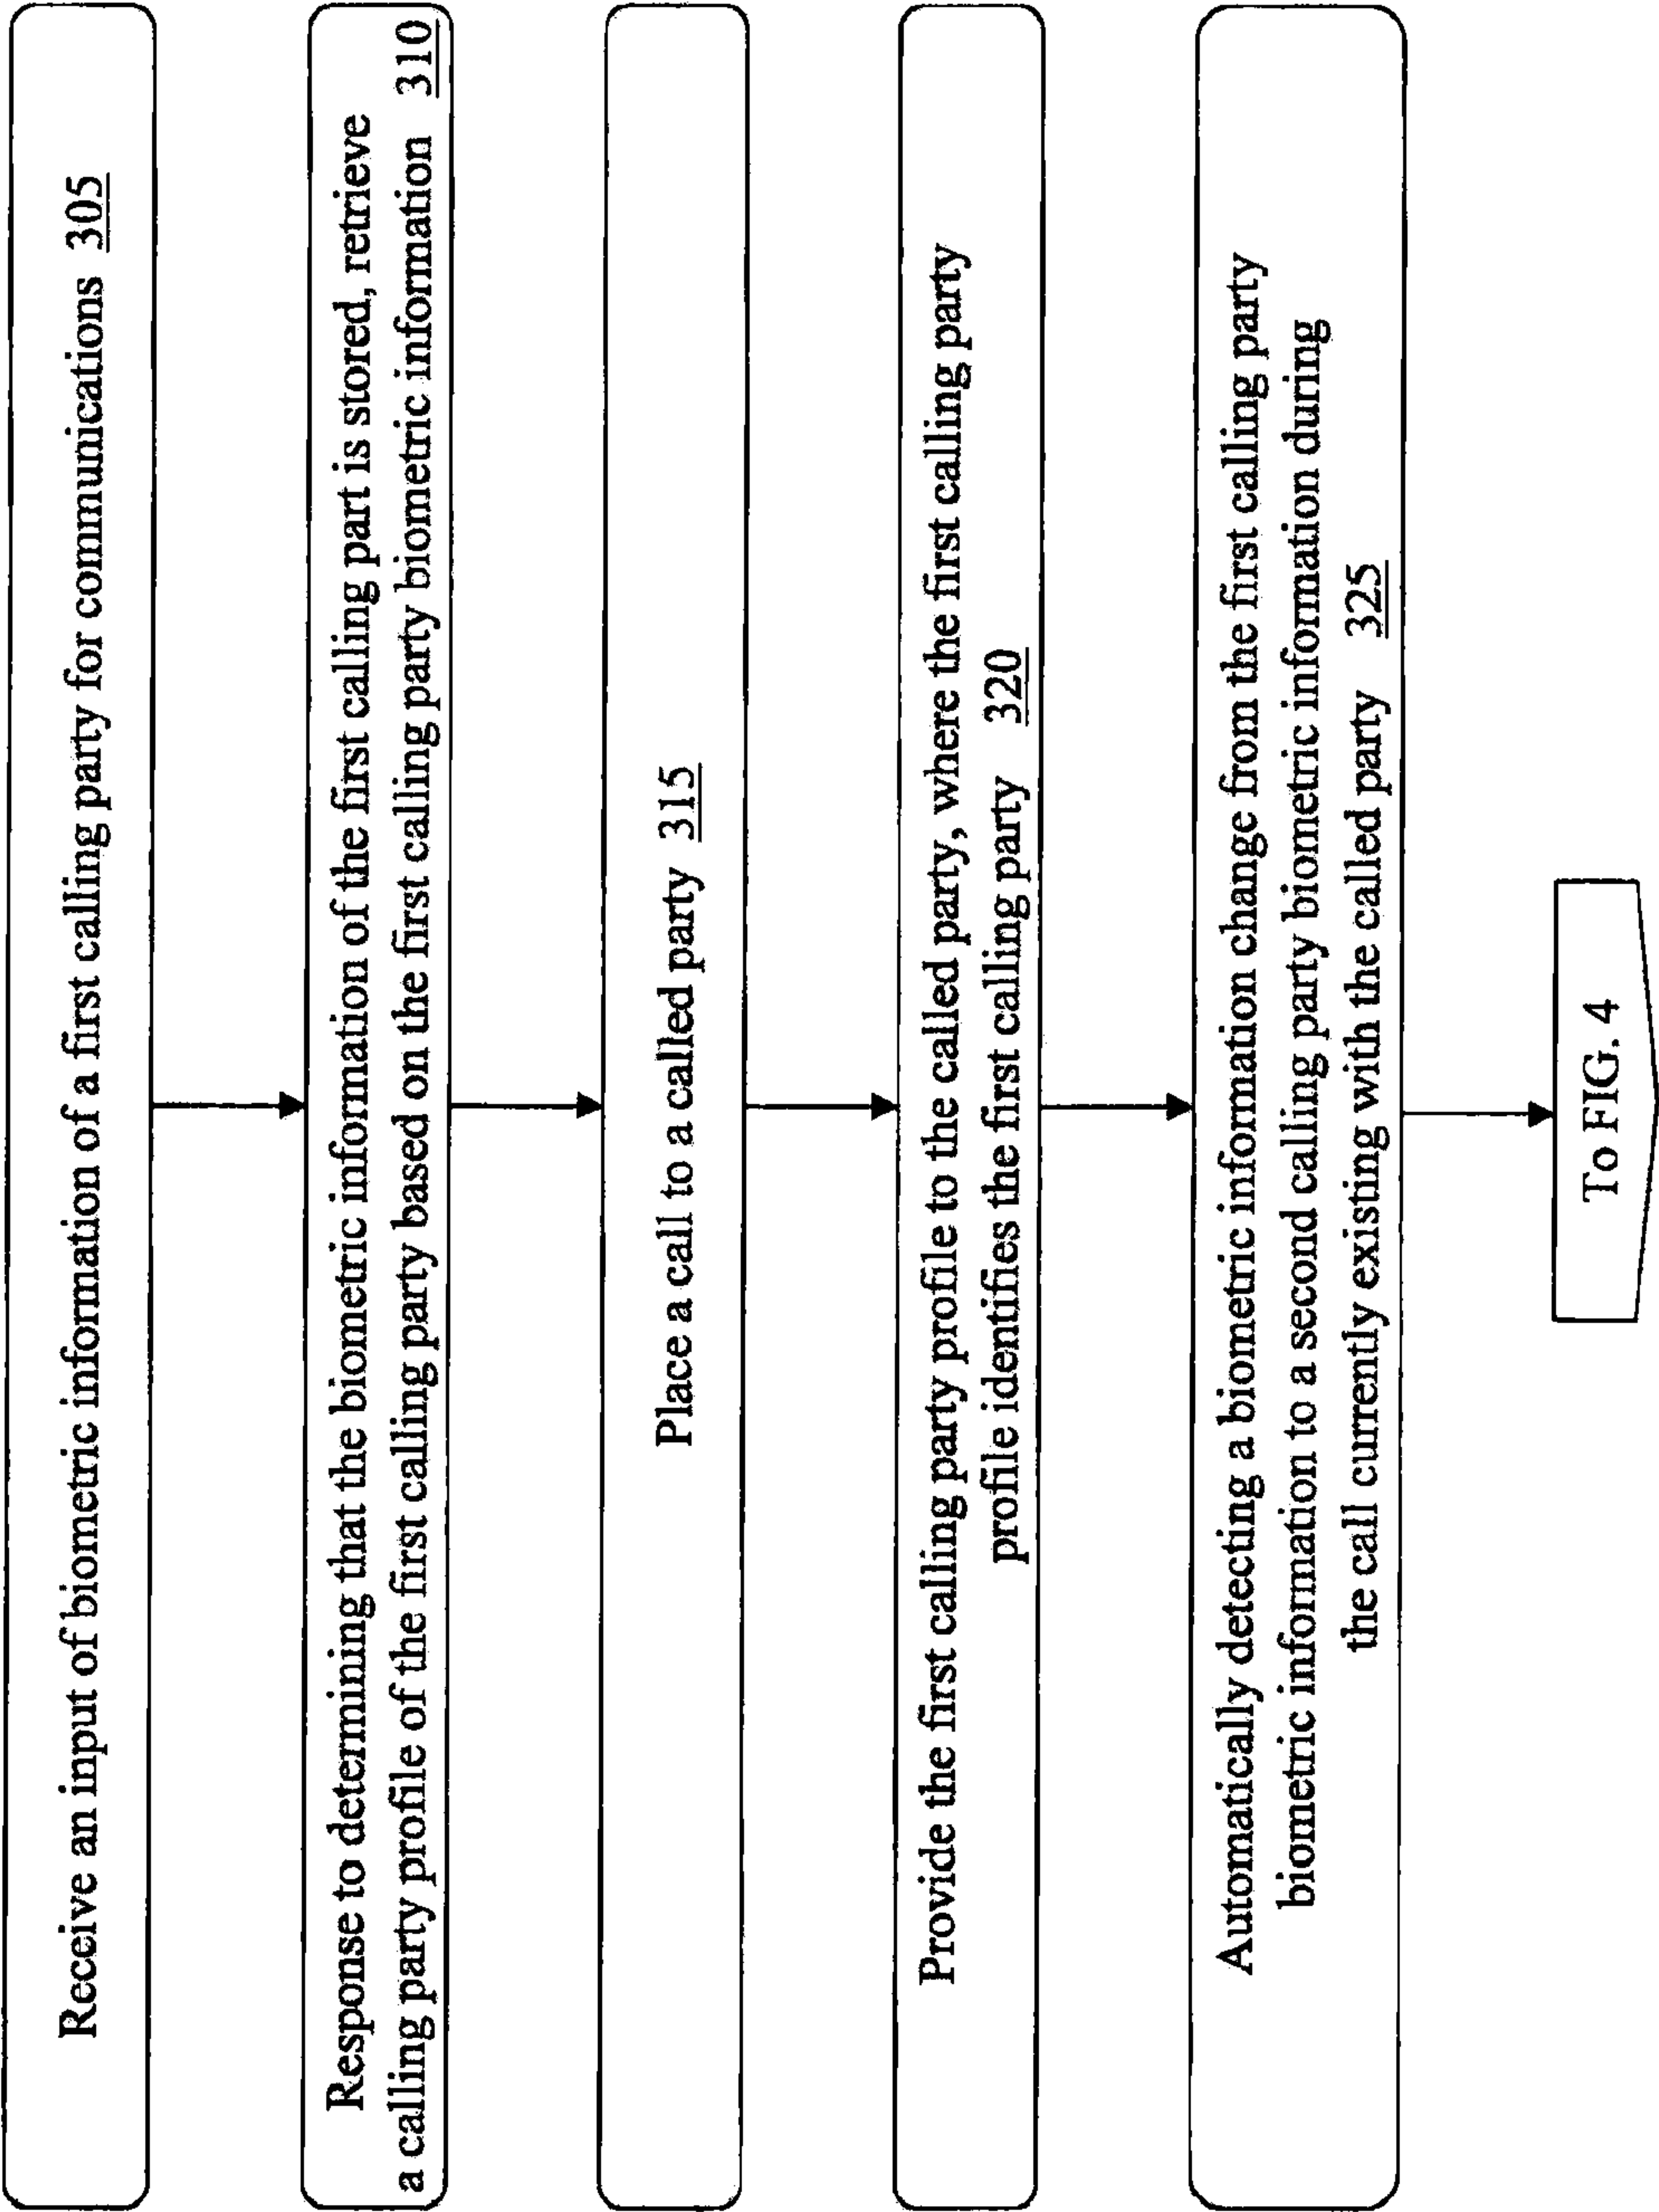 Receive an input of biometric information of a first calling party for communications 305
Response to determining that the biometric information of the first calling part is stored, retrieve
a calling party profile of the first calling party based on the first calling party biometric information 310
Place a call to a called party 315
Provide the first calling party profile to the called party, where the first calling party
profile identifies the first calling party 320
Automatically detecting a biometric information change from the first calling party
biometric information to a second calling party biometric information during
the call currently existing with the called party 325
To FIG. 4